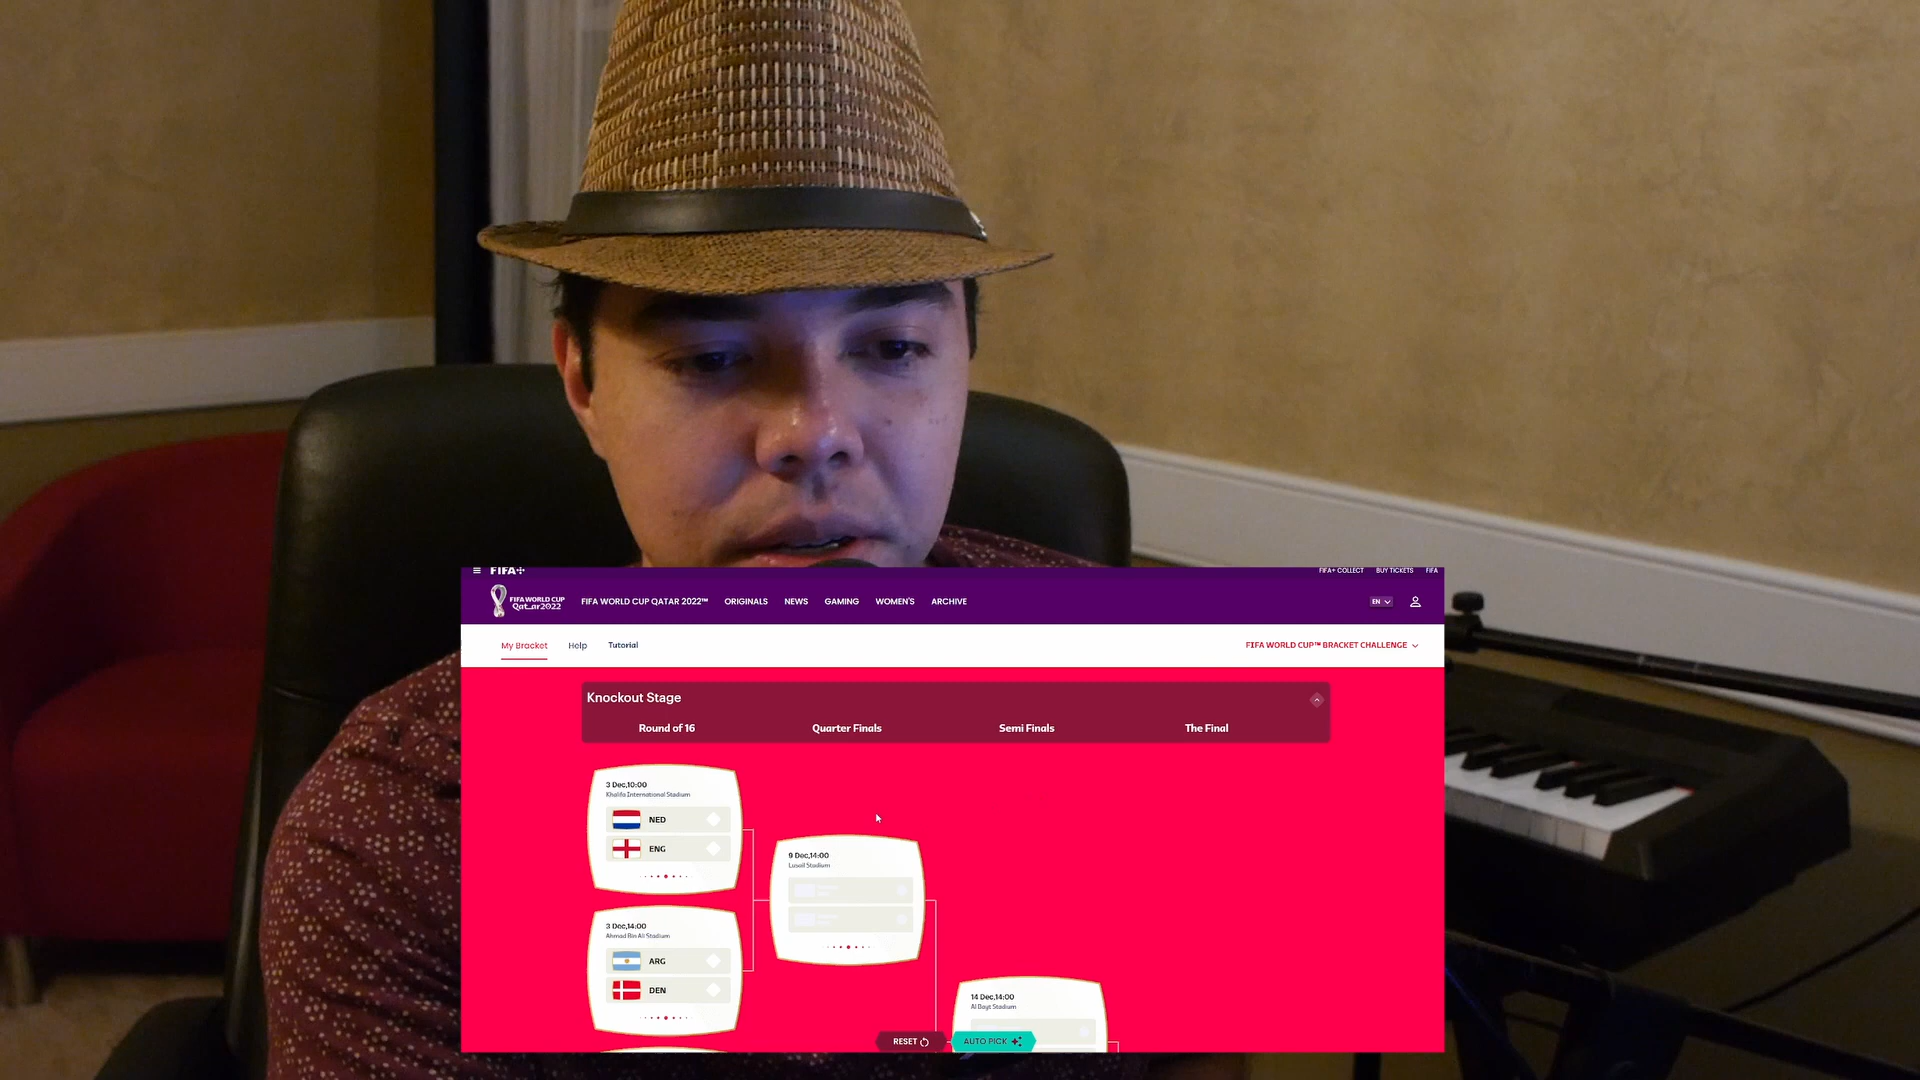 FIFA+
FIFA+ COLLECT BUY TICKETS FIFA
FIFA WORLD CUP
Qatar2022
FIFA WORLD CUP QATAR 2022™ ORIGINALS NEWS GAMING WOMEN'S ARCHIVE
EN
My Bracket Help Tutorial
FIFA WORLD CUP™ BRACKET CHALLENGE
Knockout Stage
Round of 16 Quarter Finals Semi Finals The Final
3 Dec,10:00
Khalifa International Stadium
NED
ENG
9 Dec,14:00
Lusail Stadium
3 Dec,14:00
Ahmad Bin Ali Stadium
ARG
DEN
14 Dec,14:00
Al Bayt Stadium
RESET
AUTO PICK